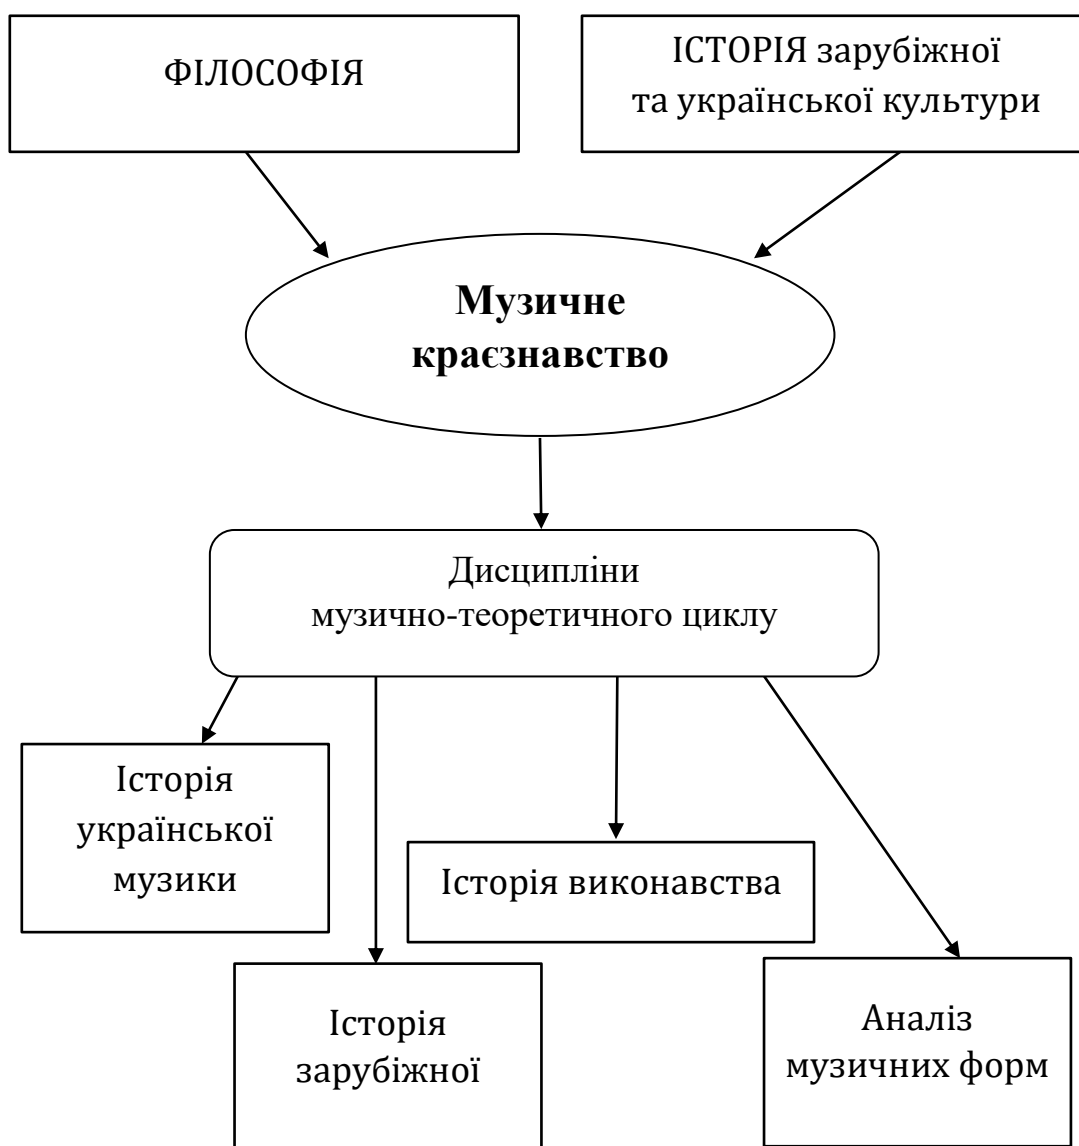 ФІЛОСОФІЯ
ІСТОРІЯ зарубіжної
та української культури
Музичне
краєзнавство
Дисципліни
музично-теоретичного циклу
Історія
української
музики
Історія виконавства
Історія
зарубіжної
Аналіз
музичних форм